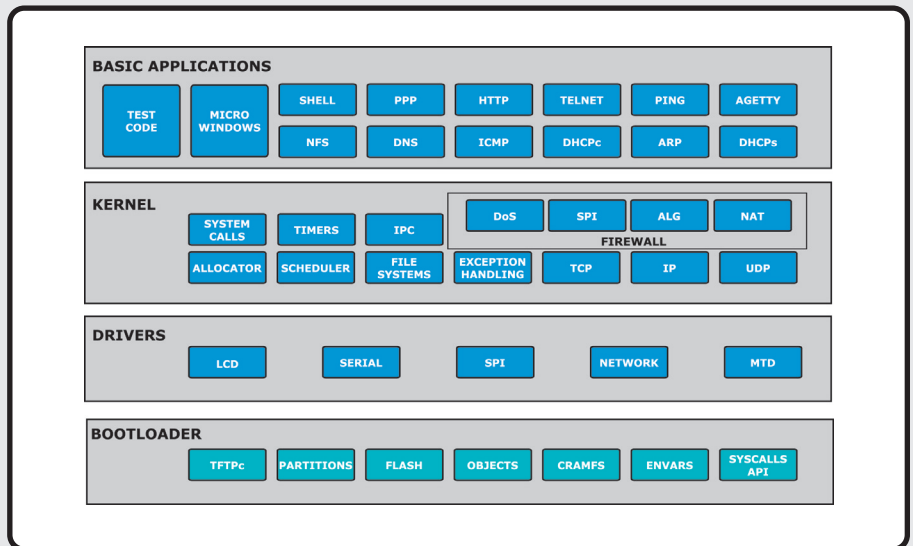 BASIC APPLICATIONS
TEST
CODE
MICRO
WINDOWS
SHELL
PPP
HTTP
TELNET
PING
AGETTY
NFS
DNS
ICMP
DHCPc
ARP
DHCPs
KERNEL
SYSTEM
CALLS
TIMERS
IPC
DoS
SPI
ALG
NAT
FIREWALL
ALLOCATOR
SCHEDULER
FILE
SYSTEMS
EXCEPTION
HANDLING
TCP
IP
UDP
DRIVERS
LCD
SERIAL
SPI
NETWORK
MTD
BOOTLOADER
TFTPc
PARTITIONS
FLASH
OBJECTS
CRAMFS
ENVARS
SYSCALLS
API